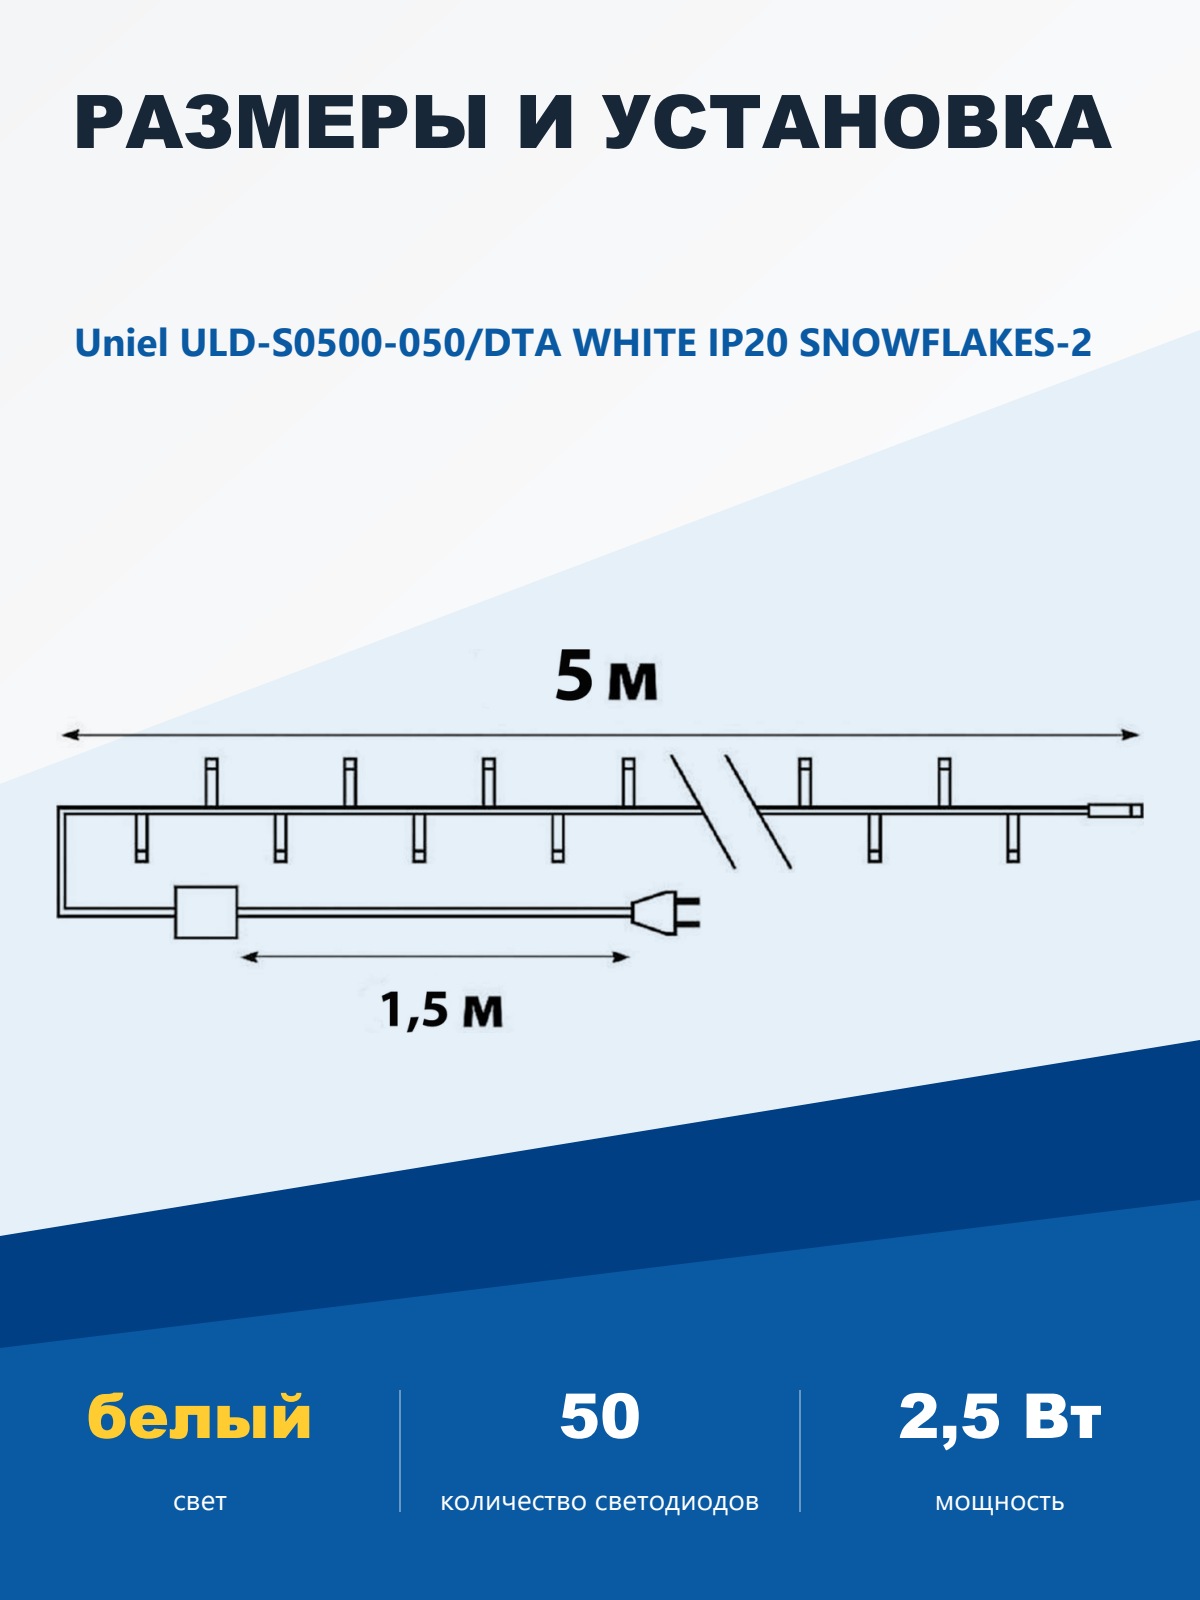 РАЗМЕРЫ И УСТАНОВКА
Uniel ULD-S0500-050/DTA WHITE IP20 SNOWFLAKES-2
5 м
1,5 м
белый
свет
50
количество светодиодов
2,5 Вт
мощность